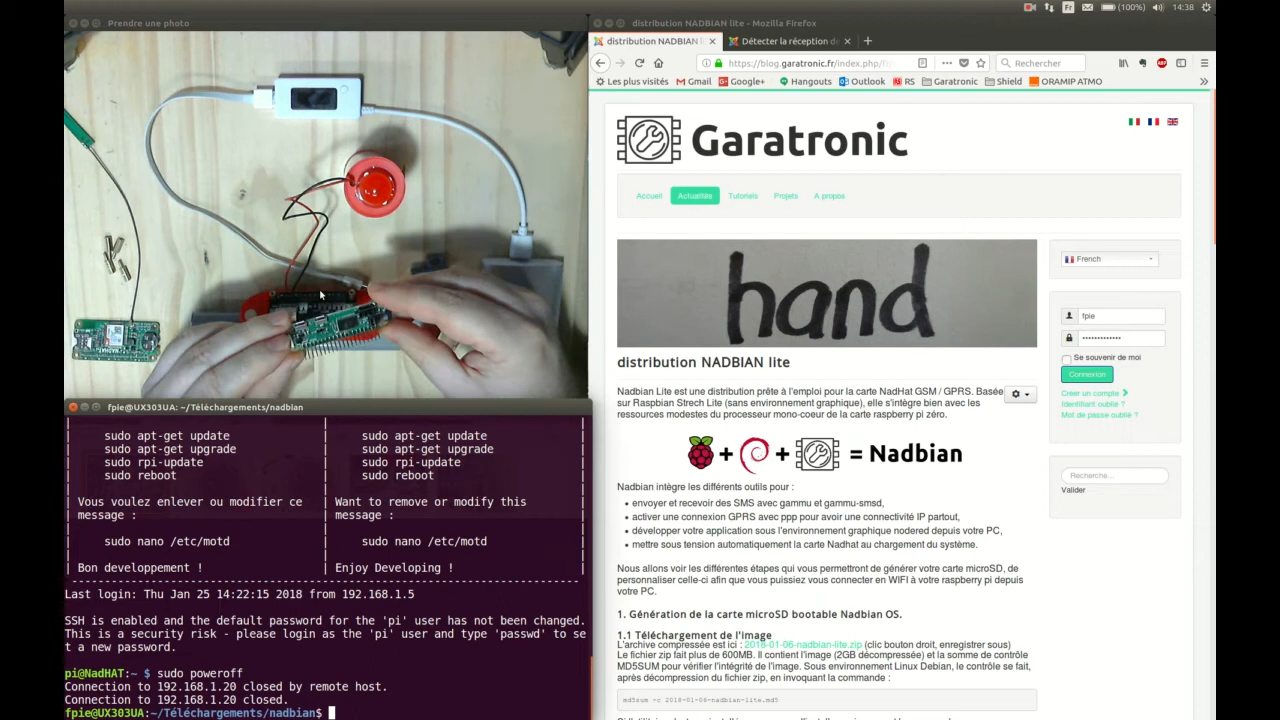 (100%) 14:38
Fr
Prendre une photo
NADHAT
fpie@UX303UA: ~/Téléchargements/nadbian
| sudo apt-get update | sudo apt-get update |
| sudo apt-get upgrade | sudo apt-get upgrade |
| sudo rpi-update | sudo rpi-update |
| sudo reboot | sudo reboot |
| Vous voulez enlever ou modifier ce | Want to remove or modify this |
| message : | message : |
| sudo nano /etc/motd | sudo nano /etc/motd |
| Bon developpement ! | Enjoy Developing ! |
-------------------------------------------------------------------------------
Last login: Thu Jan 25 14:22:15 2018 from 192.168.1.5
SSH is enabled and the default password for the 'pi' user has not been changed.
This is a security risk - please login as the 'pi' user and type 'passwd' to se
t a new password.
pi@NadHAT:~ $ sudo poweroff
Connection to 192.168.1.20 closed by remote host.
Connection to 192.168.1.20 closed.
fpie@UX303UA:~/Téléchargements/nadbian$
distribution NADBIAN lite - Mozilla Firefox
distribution NADBIAN l
Détecter la réception de
https://blog.garatronic.fr/index.php/f
Rechercher
Les plus visités Gmail Google+ Hangouts Outlook RS Garatronic Shield ORAMIP ATMO
Garatronic
Accueil Actualités Tutoriels Projets A propos
hand
distribution NADBIAN lite
Nadbian Lite est une distribution prête à l'emploi pour la carte NadHat GSM / GPRS. Basée
sur Raspbian Strech Lite (sans environnement graphique), elle s'intègre bien avec les
ressources modestes du processeur mono-coeur de la carte raspberry pi zéro.
+ + = Nadbian
Nadbian intègre les différents outils pour :
• envoyer et recevoir des SMS avec gammu et gammu-smsd,
• activer une connexion GPRS avec ppp pour avoir une connectivité IP partout,
• développer votre application sous l'environnement graphique nodered depuis votre PC,
• mettre sous tension automatiquement la carte Nadhat au chargement du système.
Nous allons voir les différentes étapes qui vous permettront de générer votre carte microSD, de
personnaliser celle-ci afin que vous puissiez vous connecter en WIFI à votre raspberry pi depuis
votre PC.
1. Génération de la carte microSD bootable Nadbian OS.
1.1 Téléchargement de l'image
L'archive compressée est ici : 2018-01-06-nadbian-lite.zip (clic bouton droit, enregistrer sous)
Le fichier zip fait plus de 600MB. Il contient l'image (2GB décompressée) et la somme de contrôle
MD5SUM pour vérifier l'intégrité de l'image. Sous environnement Linux Debian, le contrôle se fait,
après décompression du fichier zip, en invoquant la commande :
md5sum -c 2018-01-06-nadbian-lite.md5
French
fpie
•••••••••••••
Se souvenir de moi
Connexion
Créer un compte
Identifiant oublié ?
Mot de passe oublié ?
Recherche...
Valider